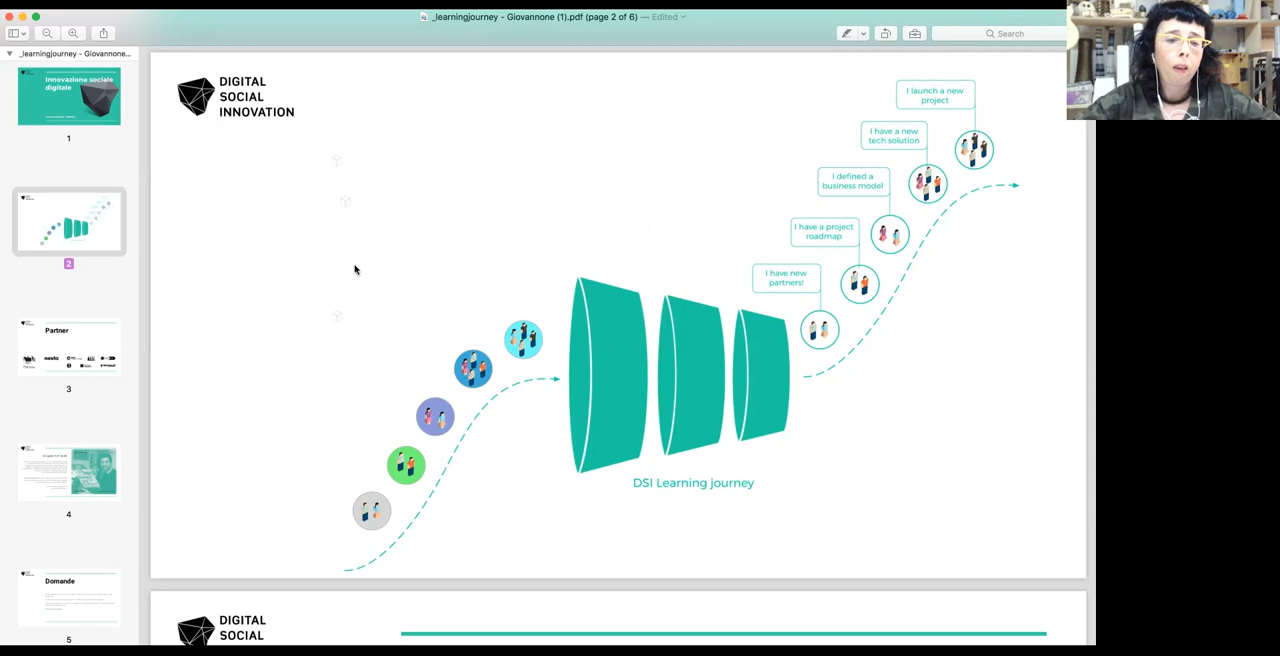 _learningjourney - Giovannone (1).pdf (page 2 of 6) — Edited
Search
_learningjourney - Giovannone...
Innovazione sociale
digitale
1
2
Partner
nesta
3
4
Domande
5
DIGITAL
SOCIAL
INNOVATION
I launch a new
project
I have a new
tech solution
I defined a
business model
I have a project
roadmap
I have new
partners!
DSI Learning journey
DIGITAL
SOCIAL